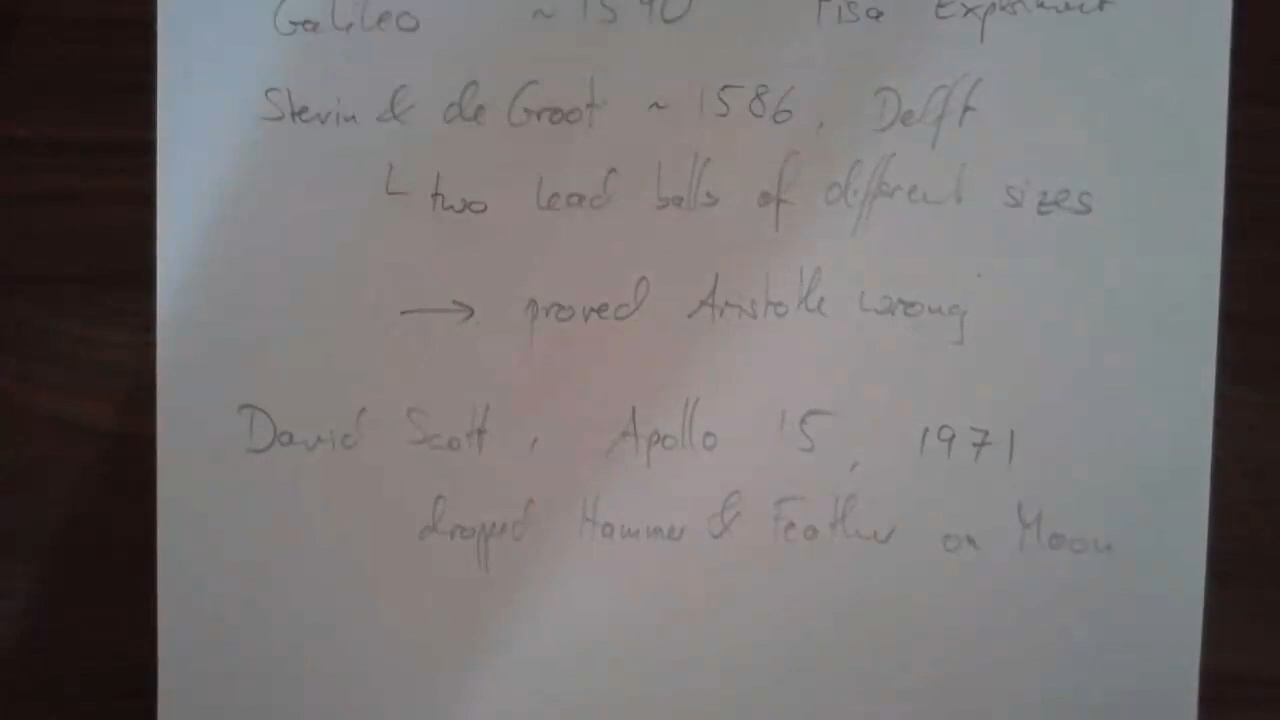 Galileo ~ 1590 Pisa Experiment
Stevin & de Groot ~ 1586, Delft
└ two lead balls of different sizes
→ proved Aristotle wrong
David Scott, Apollo 15, 1971
dropped Hammer & Feather on Moon